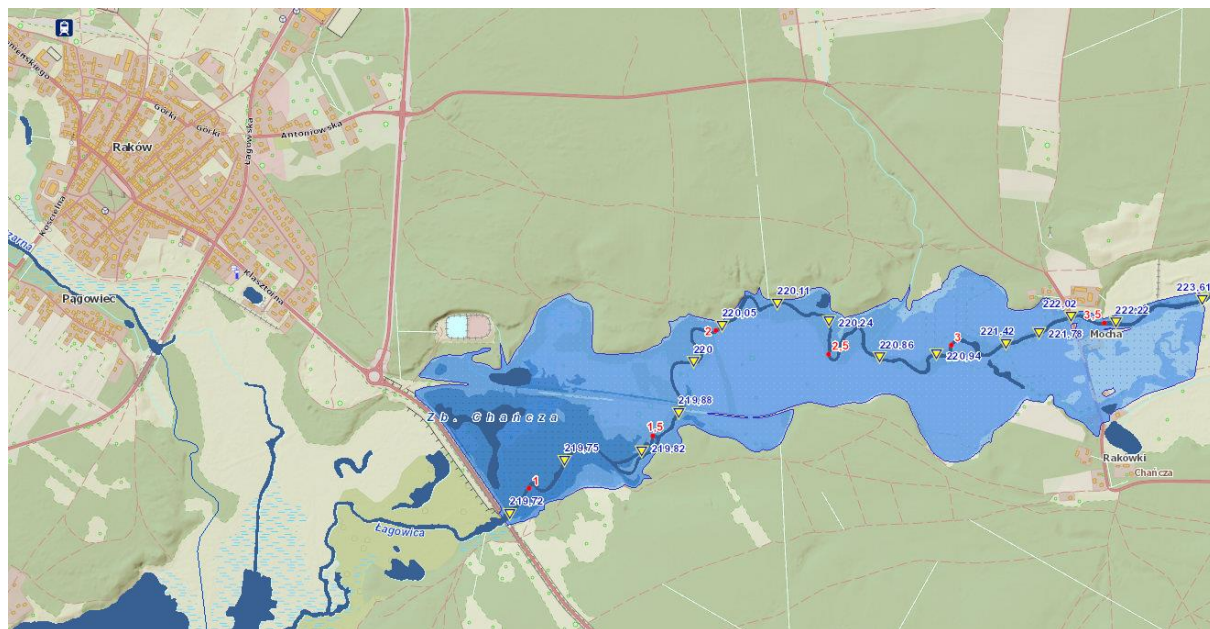 Górki
Górki
Antoniowska
Łagowska
Raków
Kościelna
Klasztorna
Pągowiec
Łagowica
Zb. Chańcza
219,72
1
219,75
219,82
1,5
219,88
220
2
220,05
220,11
220,24
2,5
220,86
220,94
3
221,42
221,78
222,02
3,5
222,22
223,61
Mocha
Rakówki
Chańcza